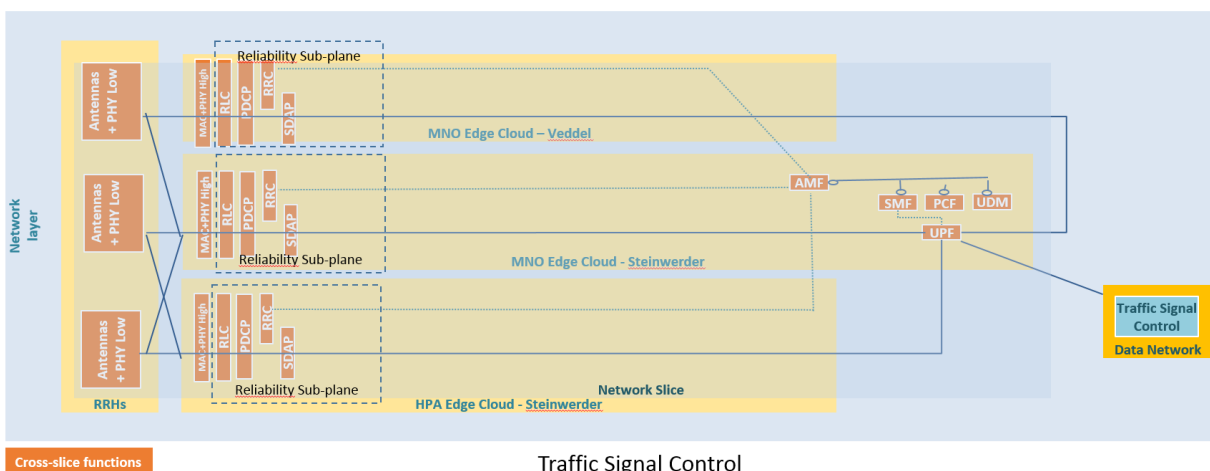 Reliability Sub-plane
Antennas
+ PHY Low
MAC+PHY High
RLC
PDCP
RRC
SDAP
MNO Edge Cloud – Veddel
Network
layer
Antennas
+ PHY Low
MAC+PHY High
RLC
PDCP
RRC
SDAP
Reliability Sub-plane
MNO Edge Cloud - Steinwerder
AMF
SMF
PCF
UDM
UPF
Antennas
+ PHY Low
MAC+PHY High
RLC
PDCP
RRC
SDAP
Reliability Sub-plane
Network Slice
RRHs
HPA Edge Cloud - Steinwerder
Traffic Signal
Control
Data Network
Cross-slice functions
Traffic Signal Control